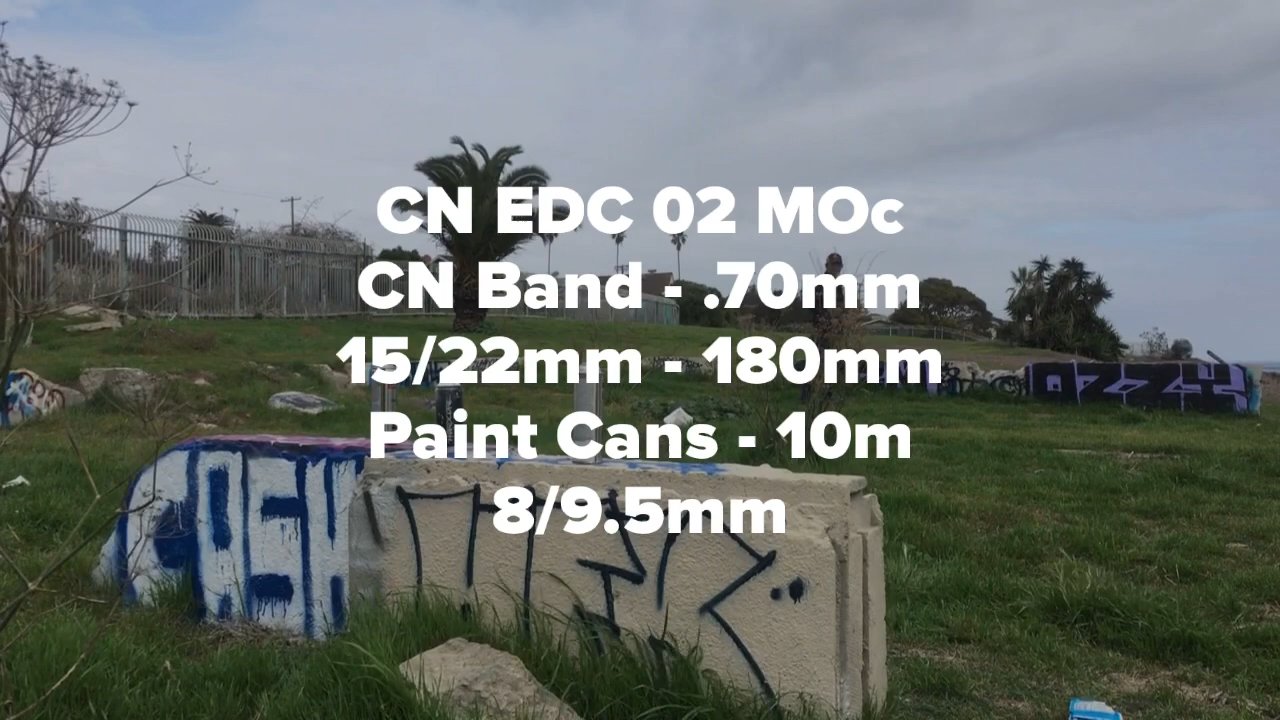 CN EDC 02 MOc
CN Band - .70mm
15/22mm - 180mm
Paint Cans - 10m
8/9.5mm